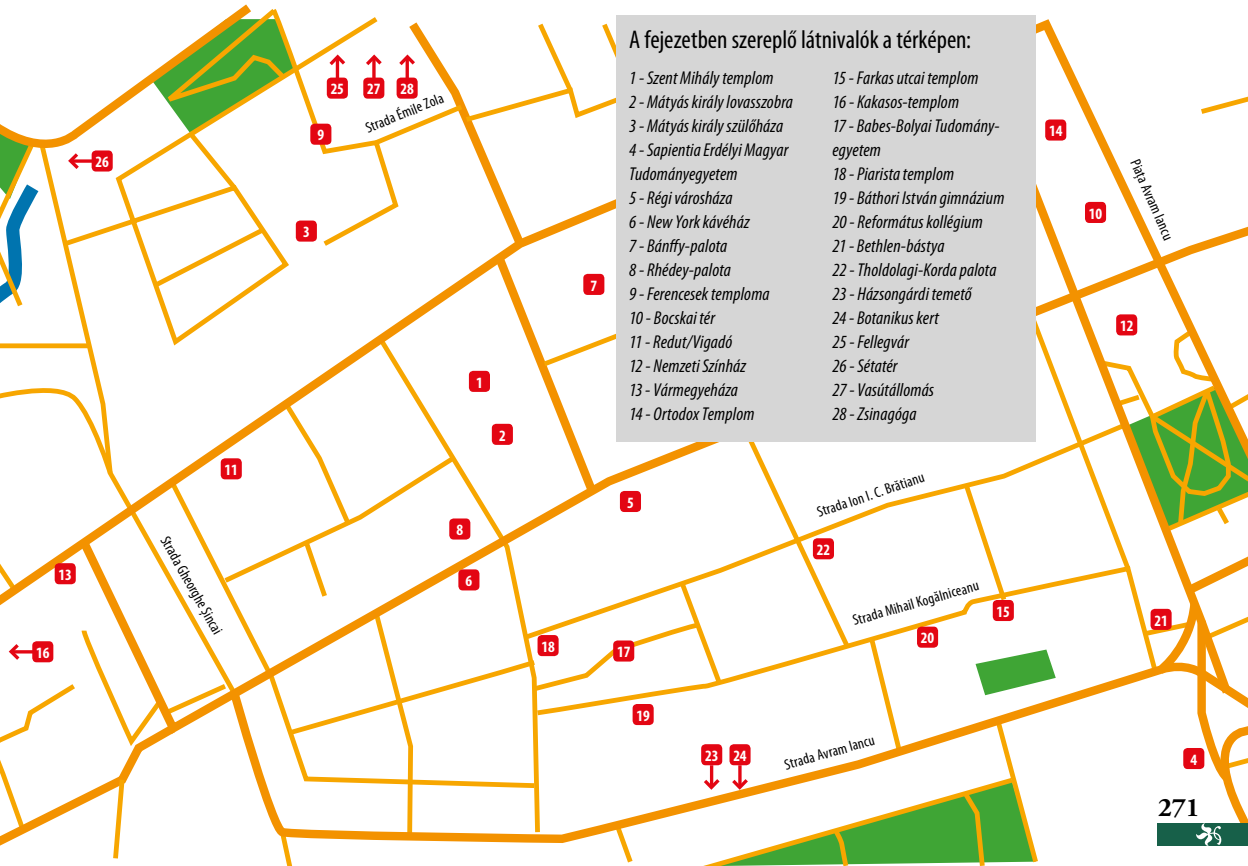 A fejezetben szereplő látnivalók a térképen:
1 - Szent Mihály templom
2 - Mátyás király lovasszobra
3 - Mátyás király szülőháza
4 - Sapientia Erdélyi Magyar
Tudományegyetem
5 - Régi városháza
6 - New York kávéház
7 - Bánffy-palota
8 - Rhédey-palota
9 - Ferencesek temploma
10 - Bocskai tér
11 - Redut/Vigadó
12 - Nemzeti Színház
13 - Vármegyeháza
14 - Ortodox Templom
15 - Farkas utcai templom
16 - Kakasos-templom
17 - Babes-Bolyai Tudomány-
egyetem
18 - Piarista templom
19 - Báthori István gimnázium
20 - Református kollégium
21 - Bethlen-bástya
22 - Tholdolagi-Korda palota
23 - Házsongárdi temető
24 - Botanikus kert
25 - Fellegvár
26 - Sétatér
27 - Vasútállomás
28 - Zsinagóga
25
27
28
Strada Émile Zola
9
26
3
14
Piața Avram Iancu
10
7
12
1
2
11
5
Strada Ion I. C. Brătianu
8
22
Strada Gheorghe Șincai
13
6
Strada Mihail Kogălniceanu
15
21
20
18
17
16
19
Strada Avram Iancu
23
24
4
271